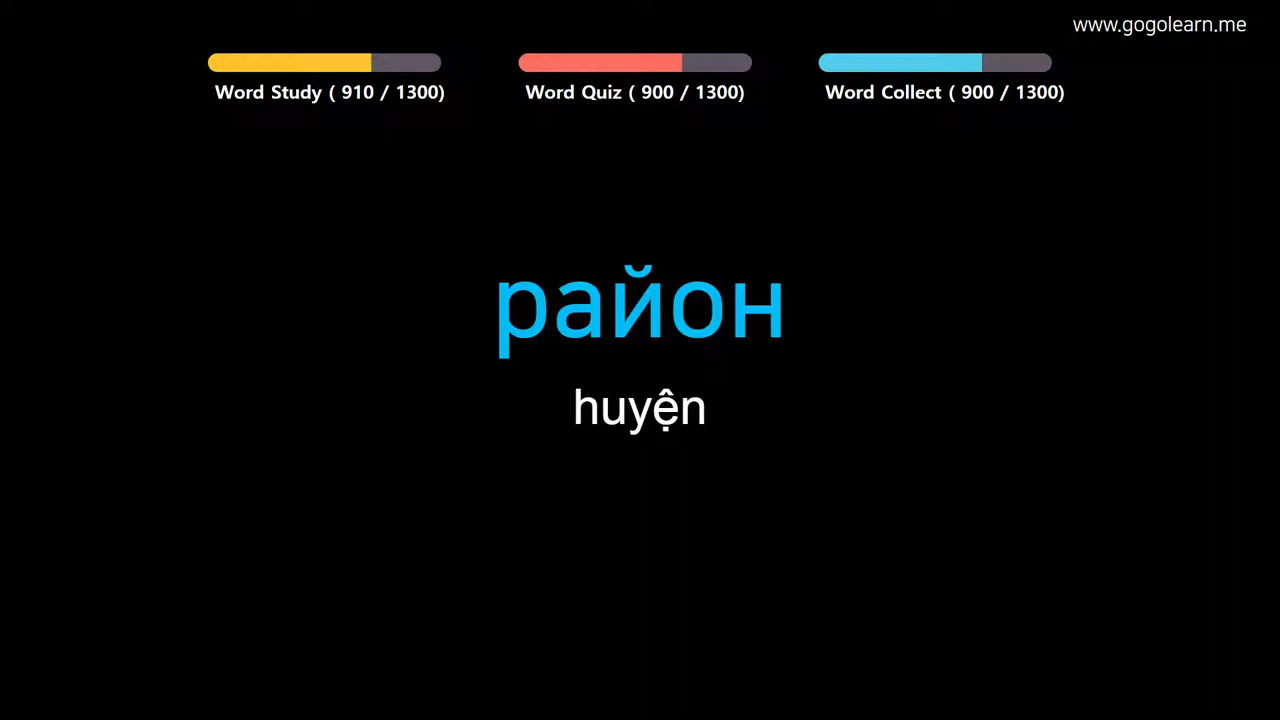 www.gogolearn.me
Word Study ( 910 / 1300)
Word Quiz ( 900 / 1300)
Word Collect ( 900 / 1300)
район
huyện